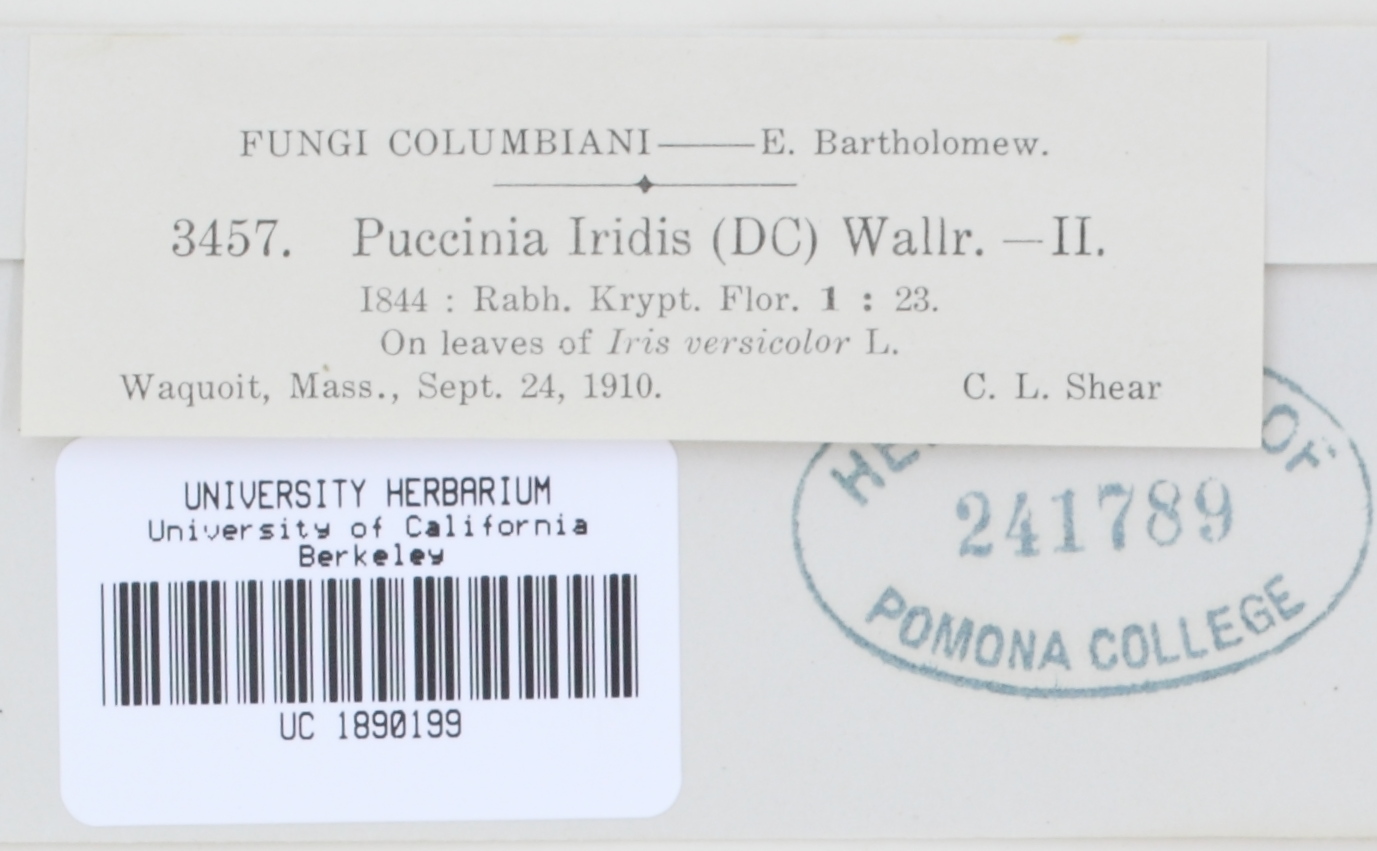 FUNGI COLUMBIANI——E. Bartholomew.
3457. Puccinia Iridis (DC) Wallr. —II.
1844 : Rabh. Krypt. Flor. 1 : 23.
On leaves of Iris versicolor L.
Waquoit, Mass., Sept. 24, 1910. C. L. Shear
UNIVERSITY HERBARIUM
University of California
Berkeley
UC 1890199
OF
241789
POMONA COLLEGE